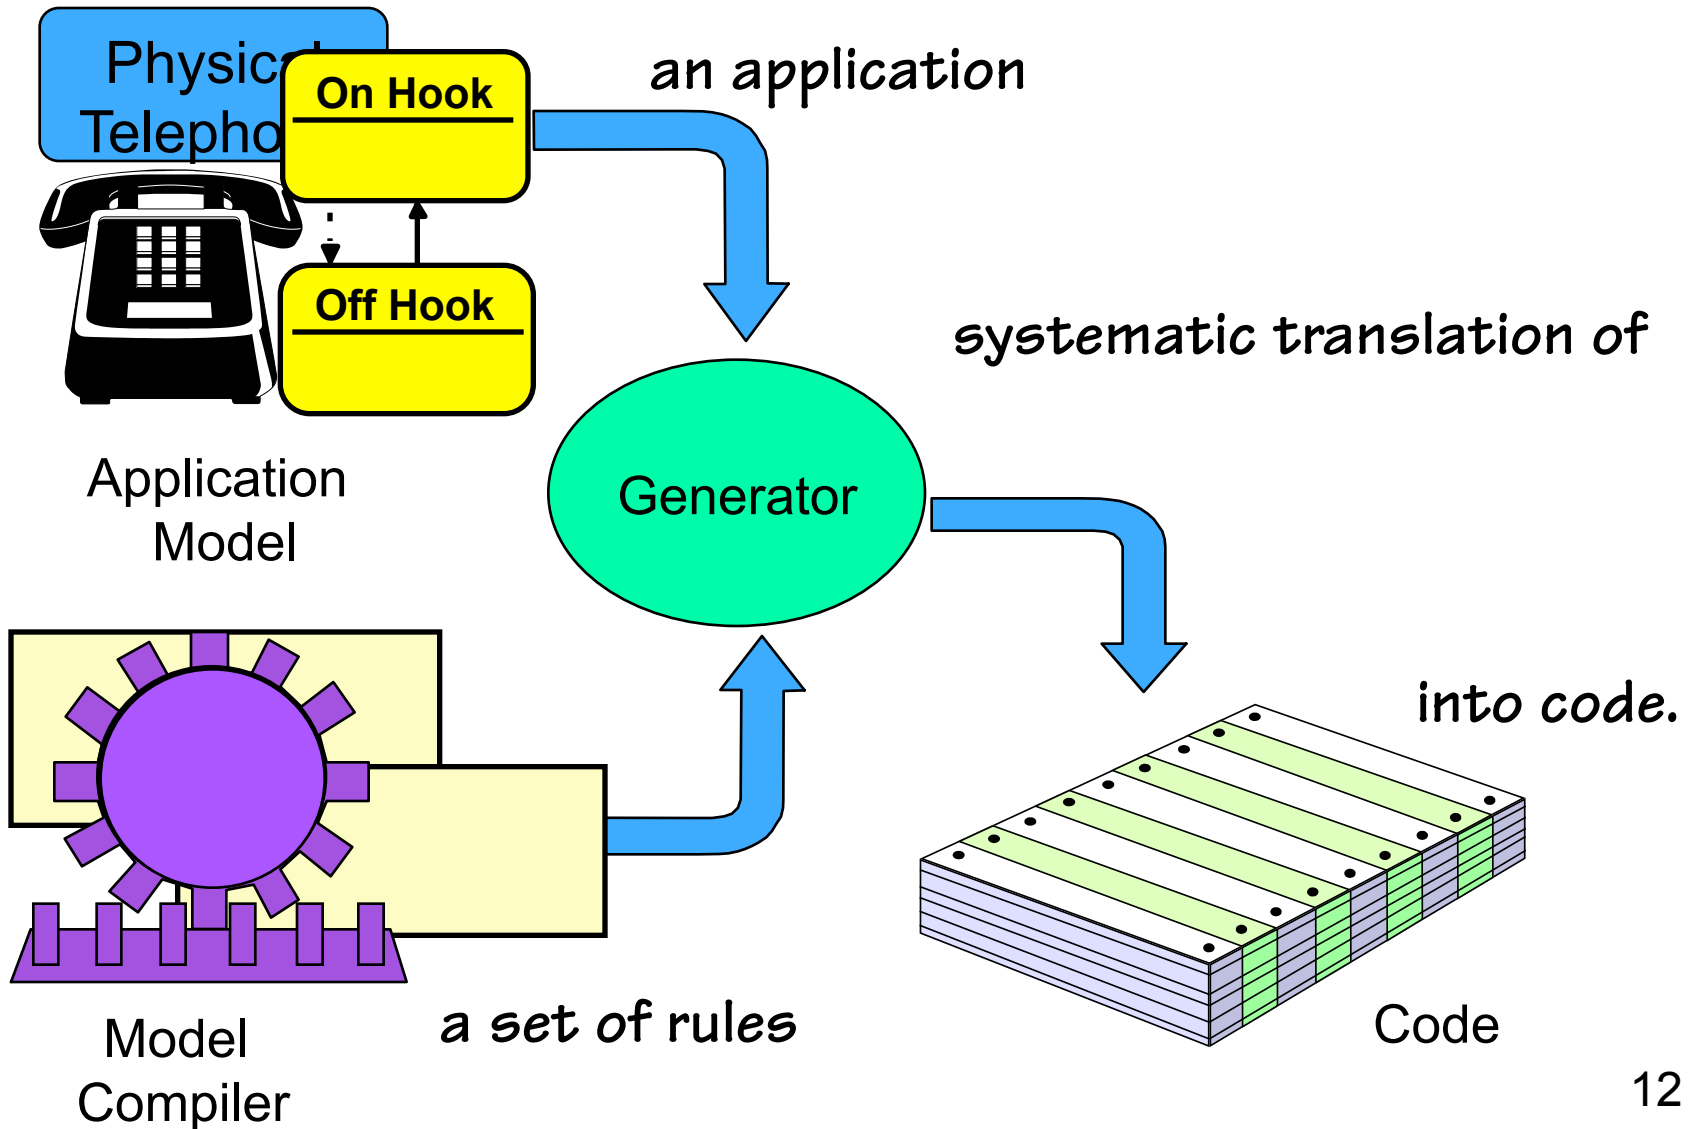 Physical
Telepho
On Hook
Off Hook
Application
Model
an application
systematic translation of
Generator
into code.
a set of rules
Model
Compiler
Code
12